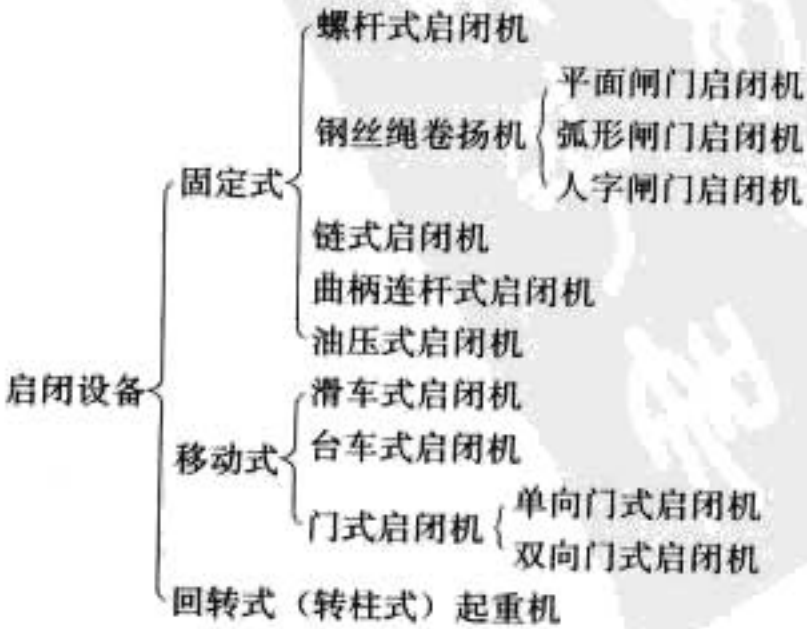 螺杆式启闭机
平面闸门启闭机
钢丝绳卷扬机
弧形闸门启闭机
固定式
人字闸门启闭机
链式启闭机
曲柄连杆式启闭机
油压式启闭机
启闭设备
滑车式启闭机
移动式
台车式启闭机
单向门式启闭机
门式启闭机
双向门式启闭机
回转式（转柱式）起重机